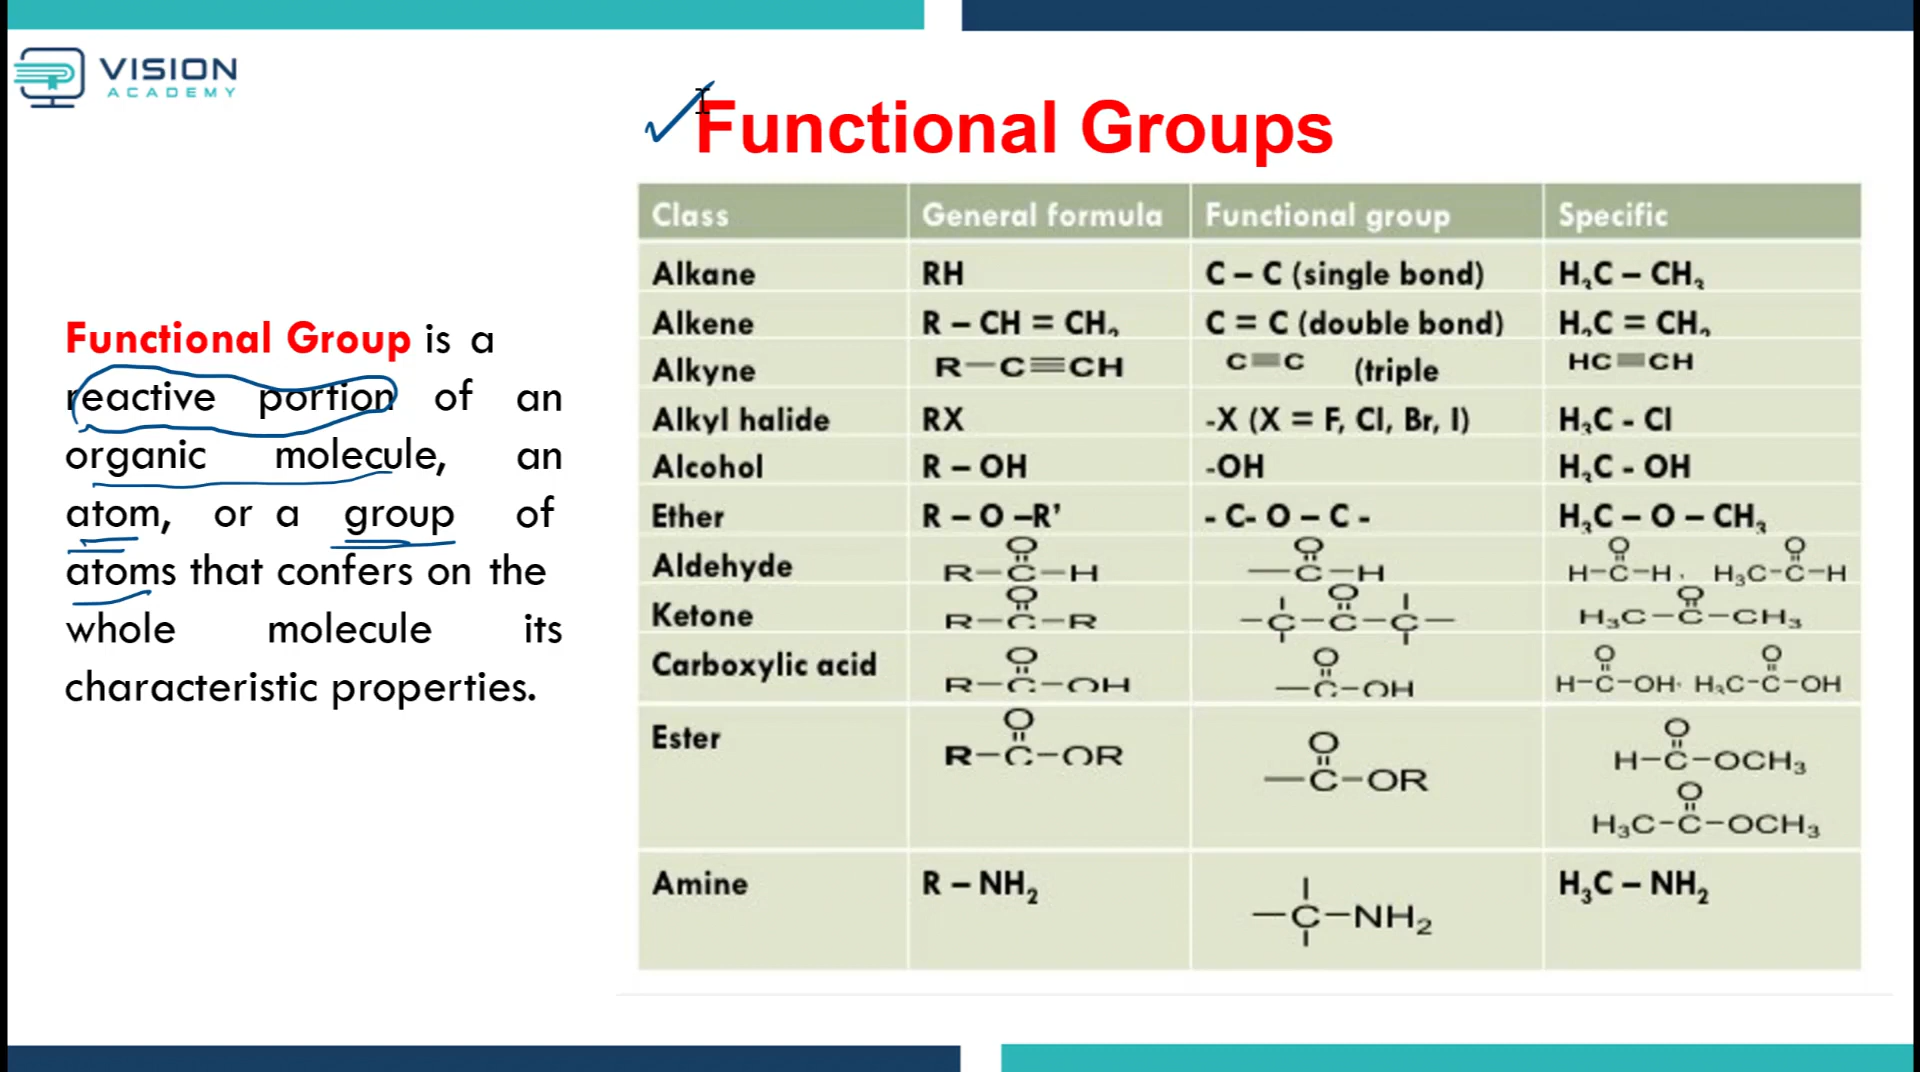 VISION
ACADEMY
Functional Groups
Functional Group is a
reactive portion of an
organic molecule, an
atom, or a group of
atoms that confers on the
whole molecule its
characteristic properties.
Class General formula Functional group Specific
Alkane RH C – C (single bond) H₃C – CH₃
Alkene R – CH = CH₂ C = C (double bond) H₂C = CH₂
Alkyne R—C≡CH C≡C (triple HC≡CH
Alkyl halide RX -X (X = F, Cl, Br, I) H₃C - Cl
Alcohol R – OH -OH H₃C - OH
Ether R – O –R’ - C- O – C - H₃C – O – CH₃
O O O O
Aldehyde R—C—H —C—H H—C—H, H₃C—C—H
O O O
Ketone R—C—R —C—C—C— H₃C—C—CH₃
O O O O
Carboxylic acid R—C—OH —C—OH H—C—OH, H₃C—C—OH
O O O
Ester R—C—OR —C—OR H—C—OCH₃
O
H₃C—C—OCH₃
Amine R – NH₂ —C—NH₂ H₃C – NH₂